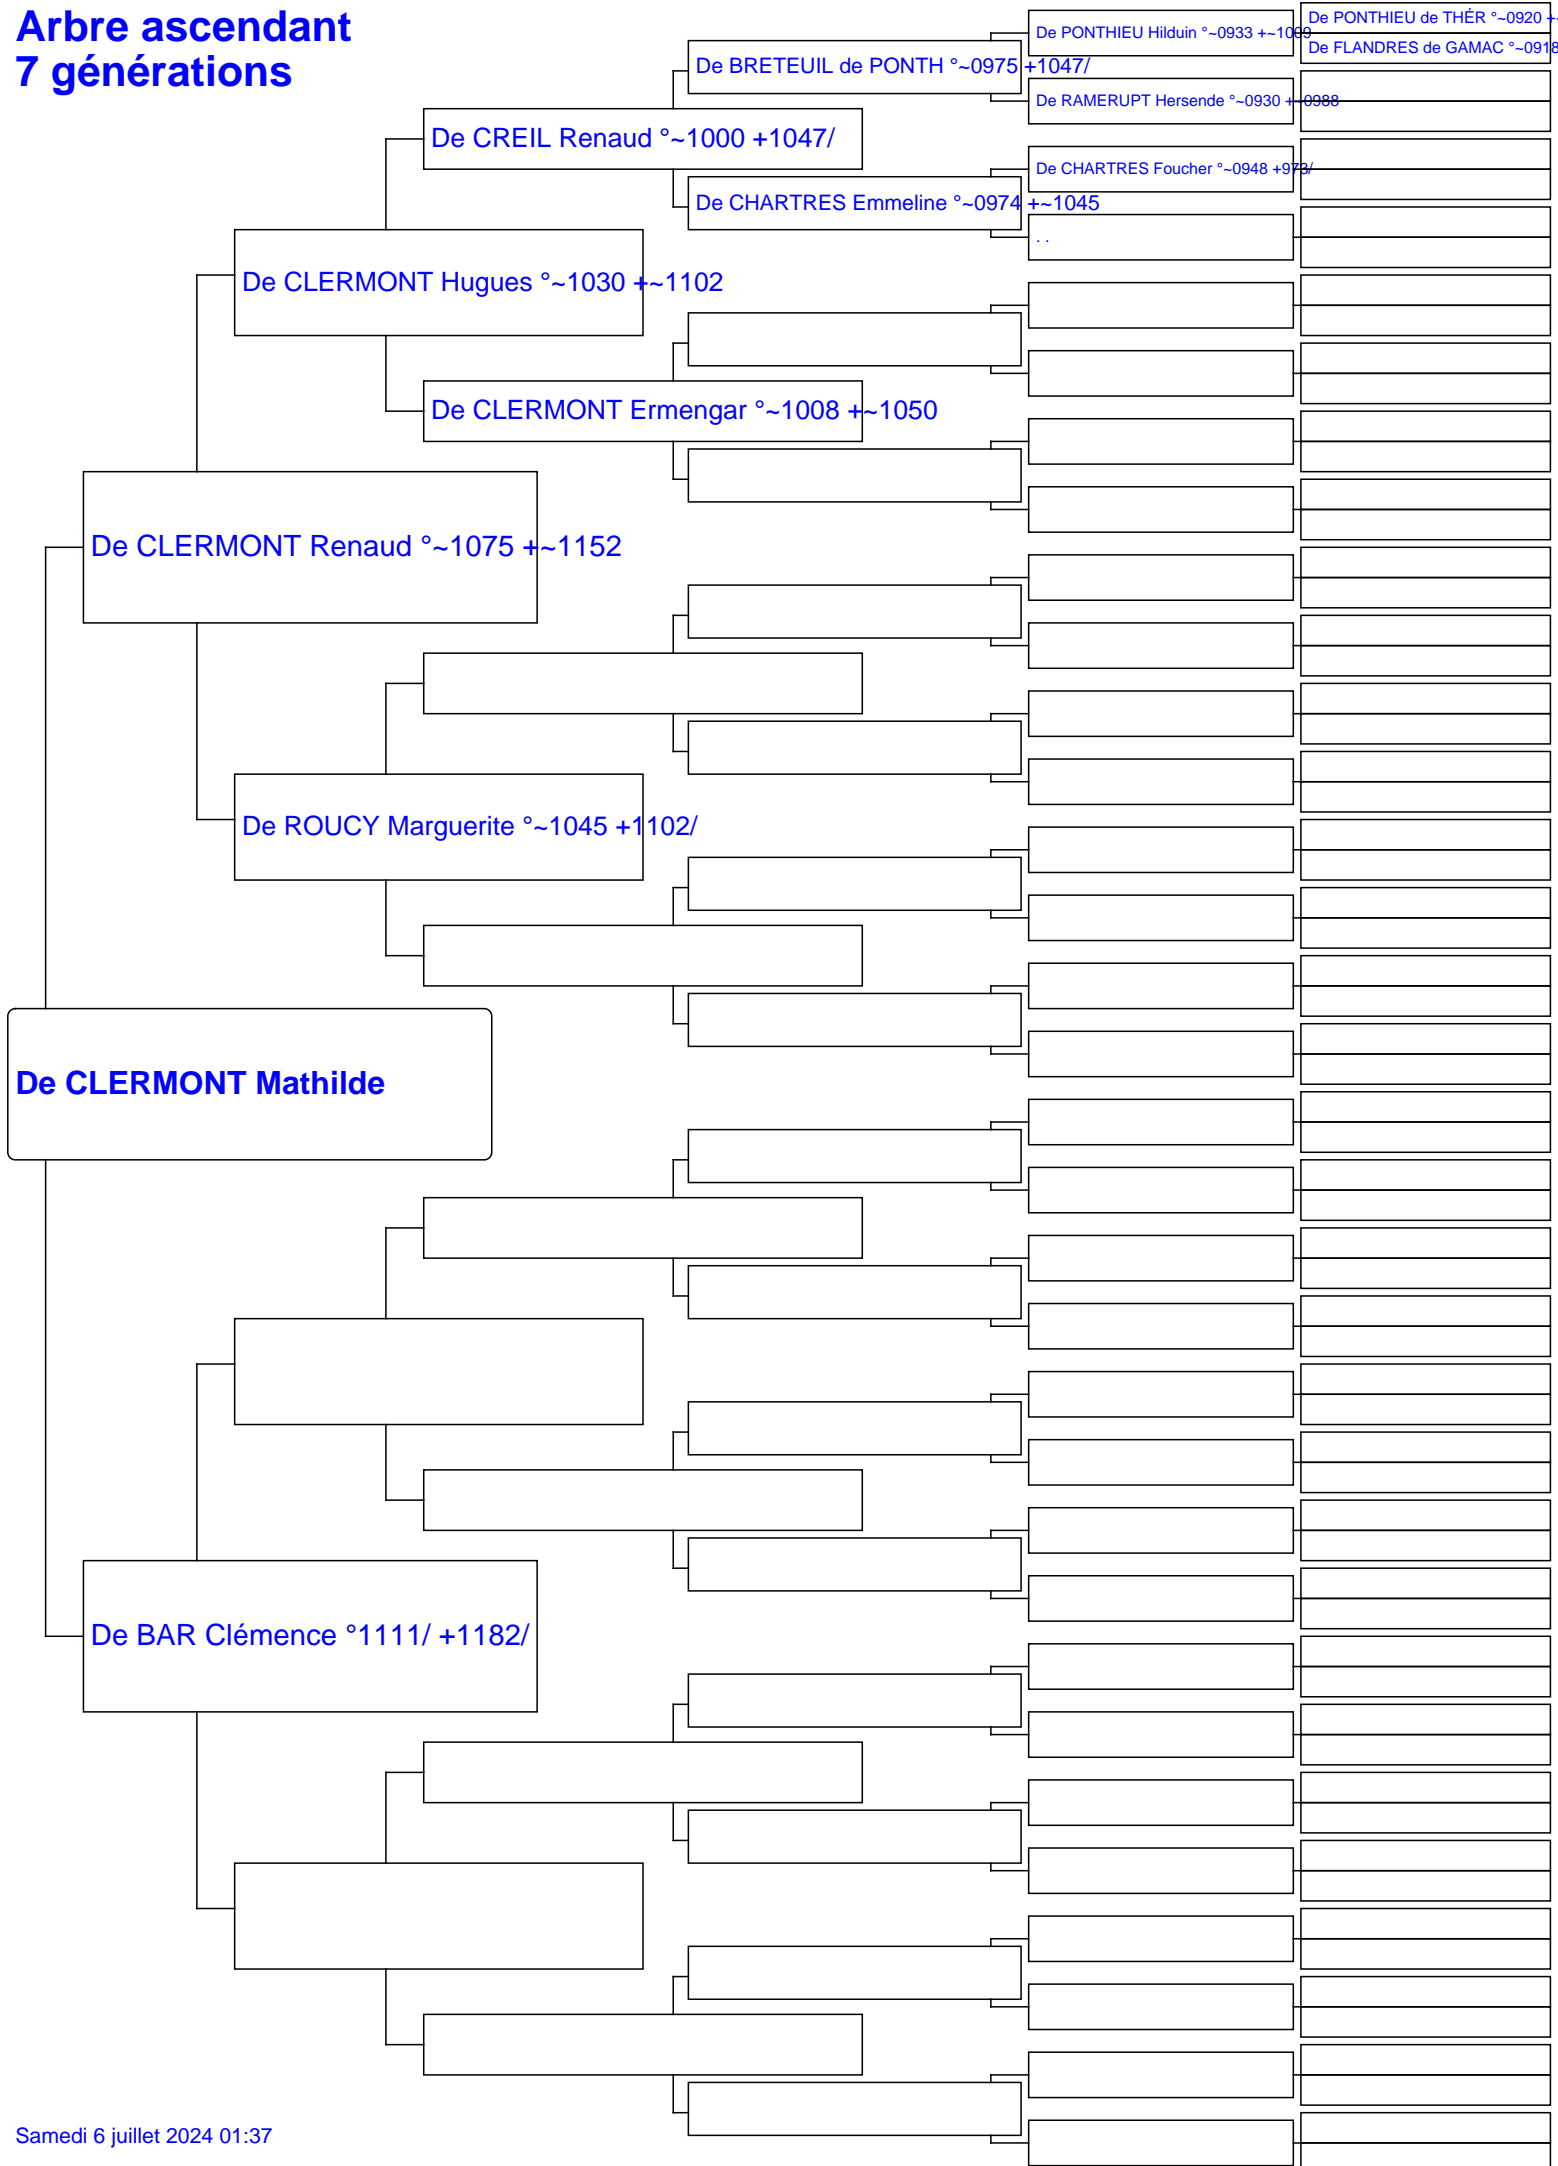 Arbre ascendant
7 générations
De PONTHIEU de THÉR °~0920 +
De PONTHIEU Hilduin °~0933 +~1009
De FLANDRES de GAMAC °~0918
De BRETEUIL de PONTH °~0975 +1047/
De RAMERUPT Hersende °~0930 +~0988
De CREIL Renaud °~1000 +1047/
De CHARTRES Foucher °~0948 +973/
De CHARTRES Emmeline °~0974 +~1045
. .
De CLERMONT Hugues °~1030 +~1102
De CLERMONT Ermengar °~1008 +~1050
De CLERMONT Renaud °~1075 +~1152
De ROUCY Marguerite °~1045 +1102/
De CLERMONT Mathilde
De BAR Clémence °1111/ +1182/
Samedi 6 juillet 2024 01:37